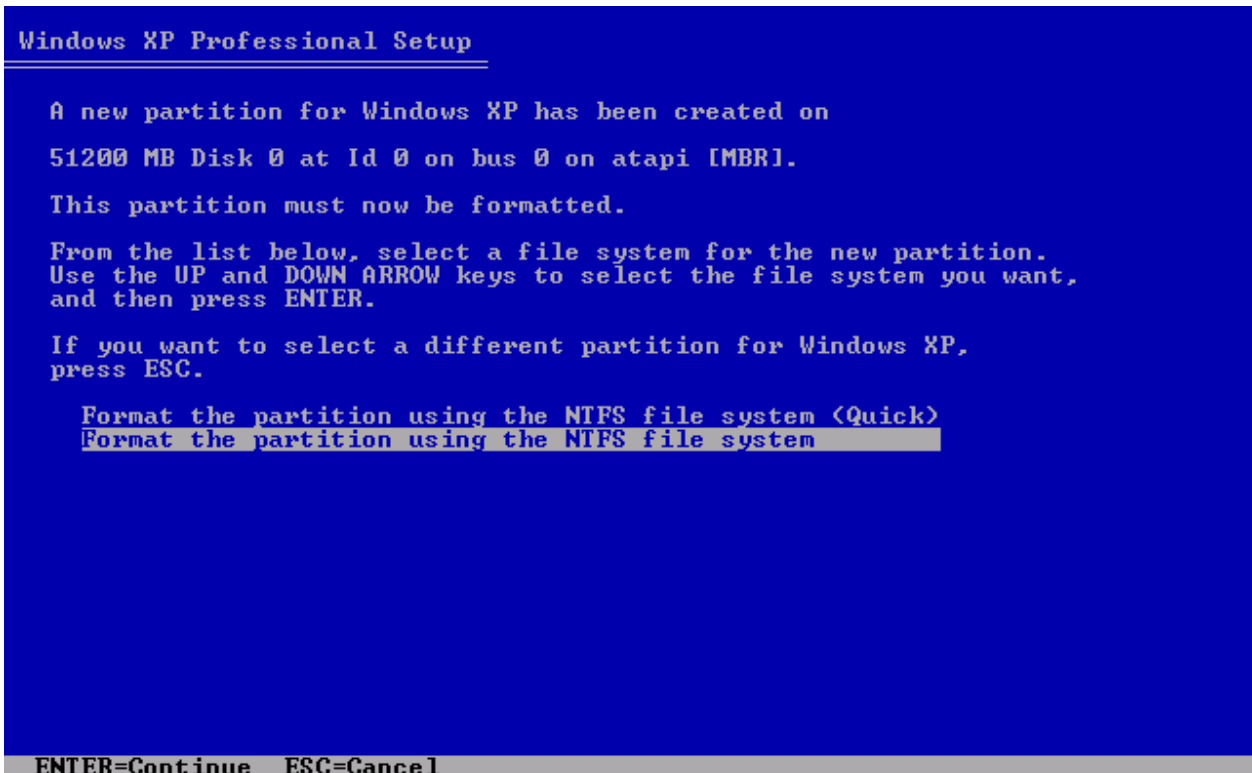 Windows XP Professional Setup
A new partition for Windows XP has been created on
51200 MB Disk 0 at Id 0 on bus 0 on atapi [MBR].
This partition must now be formatted.
From the list below, select a file system for the new partition.
Use the UP and DOWN ARROW keys to select the file system you want,
and then press ENTER.
If you want to select a different partition for Windows XP,
press ESC.
Format the partition using the NTFS file system (Quick)
Format the partition using the NTFS file system
ENTER=Continue ESC=Cancel